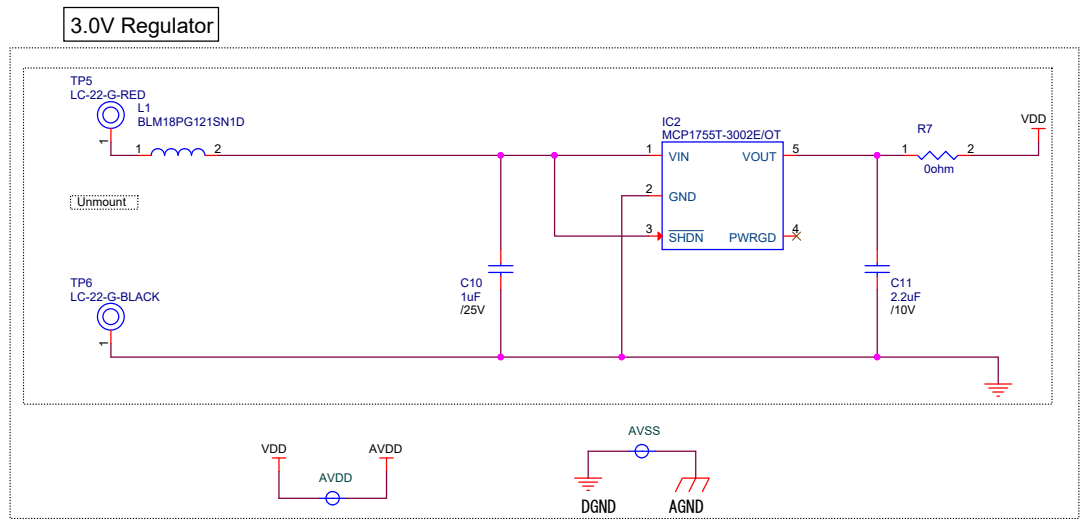 3.0V Regulator
TP5
LC-22-G-RED
L1
BLM18PG121SN1D
1
1
2
Unmount
TP6
LC-22-G-BLACK
1
C10
1uF
/25V
IC2
MCP1755T-3002E/OT
1
VIN
VOUT
5
2
GND
3
SHDN
PWRGD
4
R7
1
2
0ohm
VDD
C11
2.2uF
/10V
VDD
AVDD
AVDD
AVSS
DGND
AGND